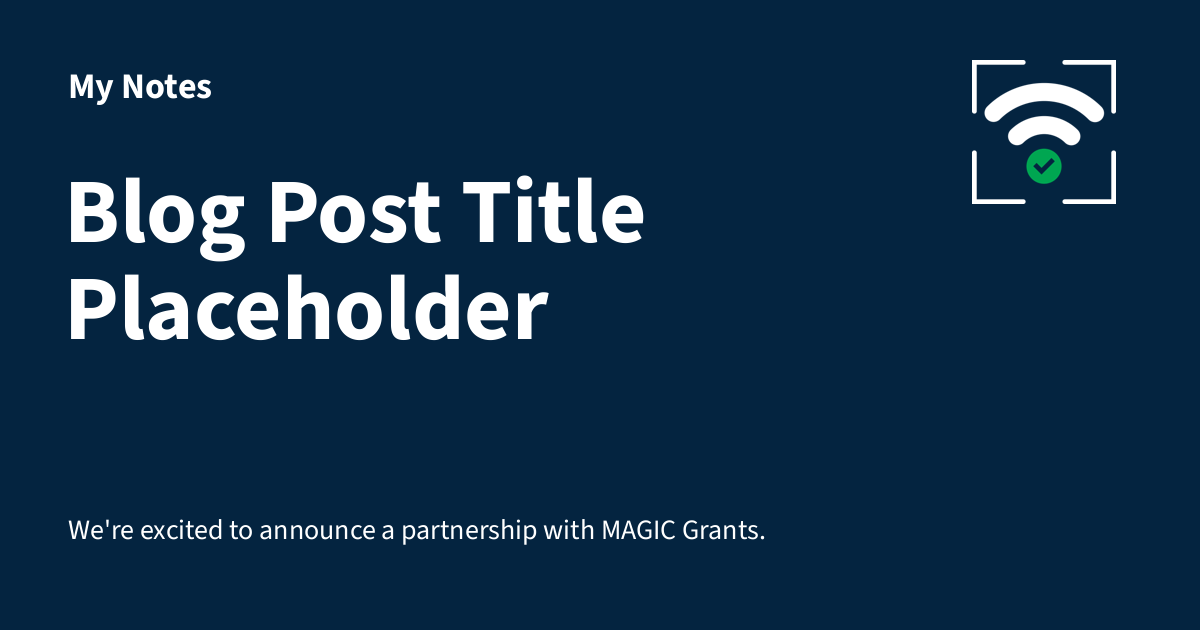 My Notes
Blog Post Title
Placeholder
We're excited to announce a partnership with MAGIC Grants.